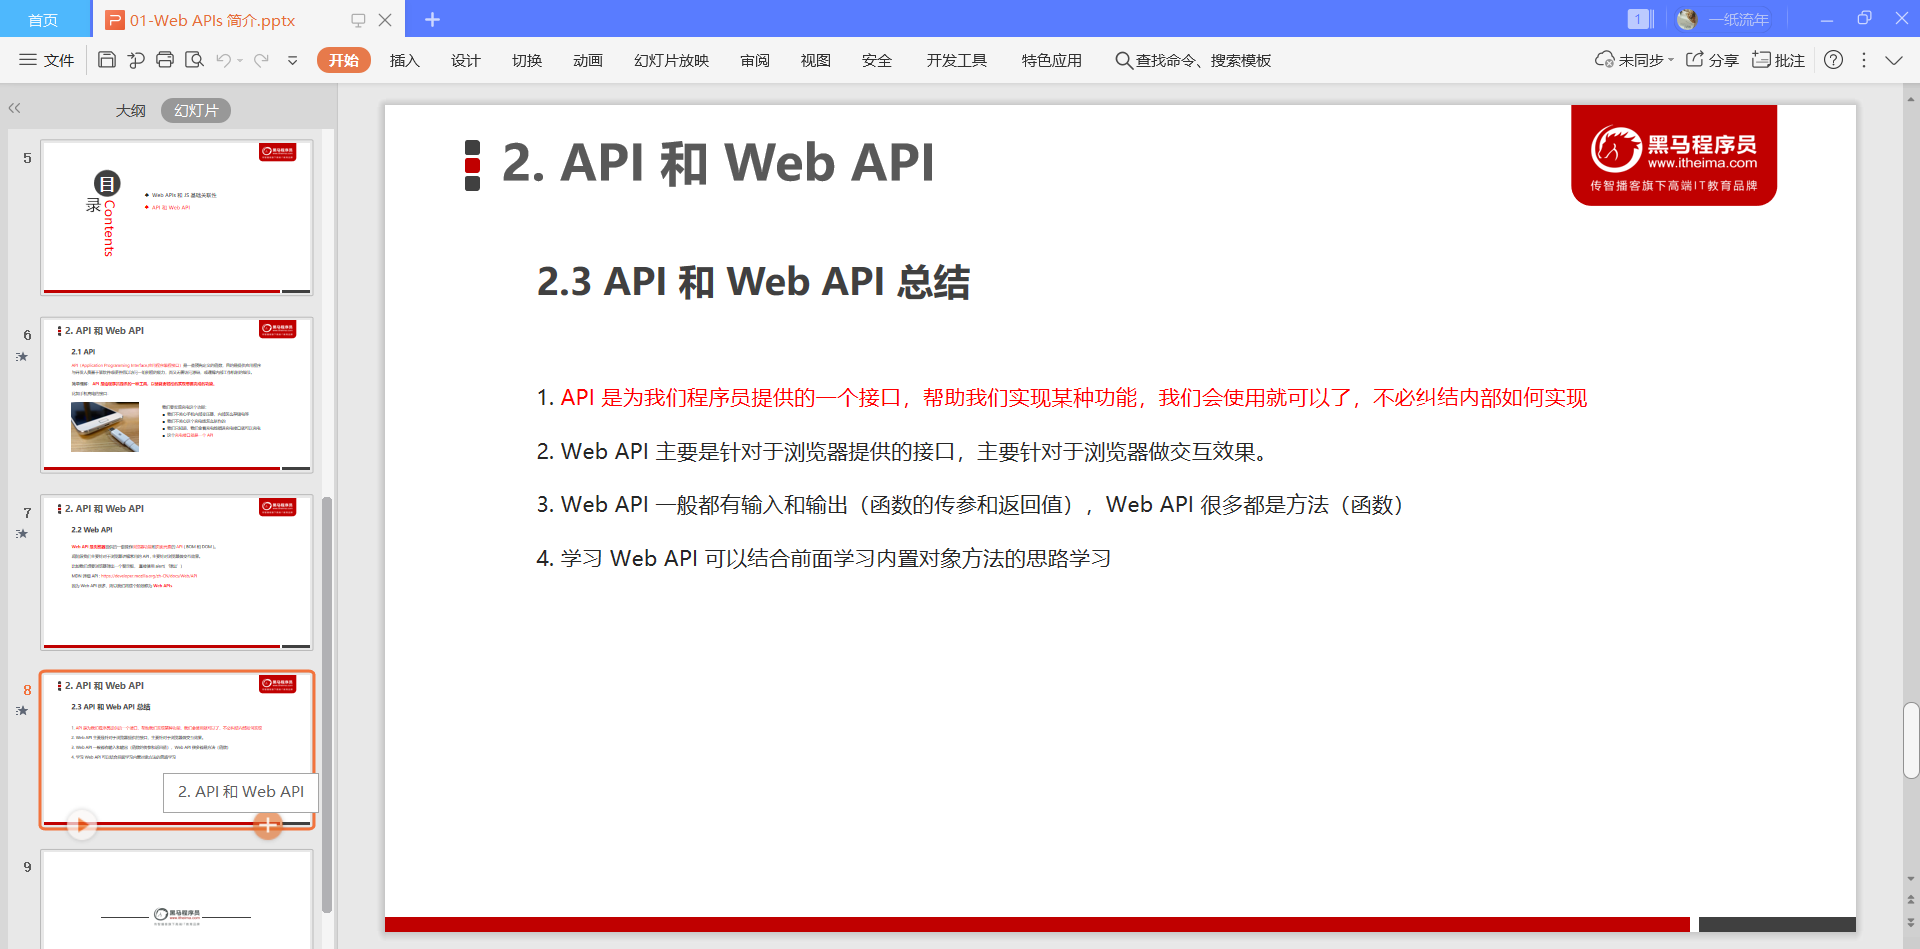 首页
01-Web APIs 简介.pptx
1
一纸流年
文件
开始
插入
设计
切换
动画
幻灯片放映
审阅
视图
安全
开发工具
特色应用
查找命令、搜索模板
未同步
分享
批注
大纲
幻灯片
5
目
录
Contents
Web APIs 和 JS 基础关联性
API 和 Web API
6
2. API 和 Web API
2.1 API
7
2. API 和 Web API
2.2 Web API
8
2. API 和 Web API
2.3 API 和 Web API 总结
2. API 和 Web API
9
黑马程序员
2. API 和 Web API
黑马程序员
www.itheima.com
传智播客旗下高端IT教育品牌
2.3 API 和 Web API 总结
1. API 是为我们程序员提供的一个接口，帮助我们实现某种功能，我们会使用就可以了，不必纠结内部如何实现
2. Web API 主要是针对于浏览器提供的接口，主要针对于浏览器做交互效果。
3. Web API 一般都有输入和输出（函数的传参和返回值），Web API 很多都是方法（函数）
4. 学习 Web API 可以结合前面学习内置对象方法的思路学习